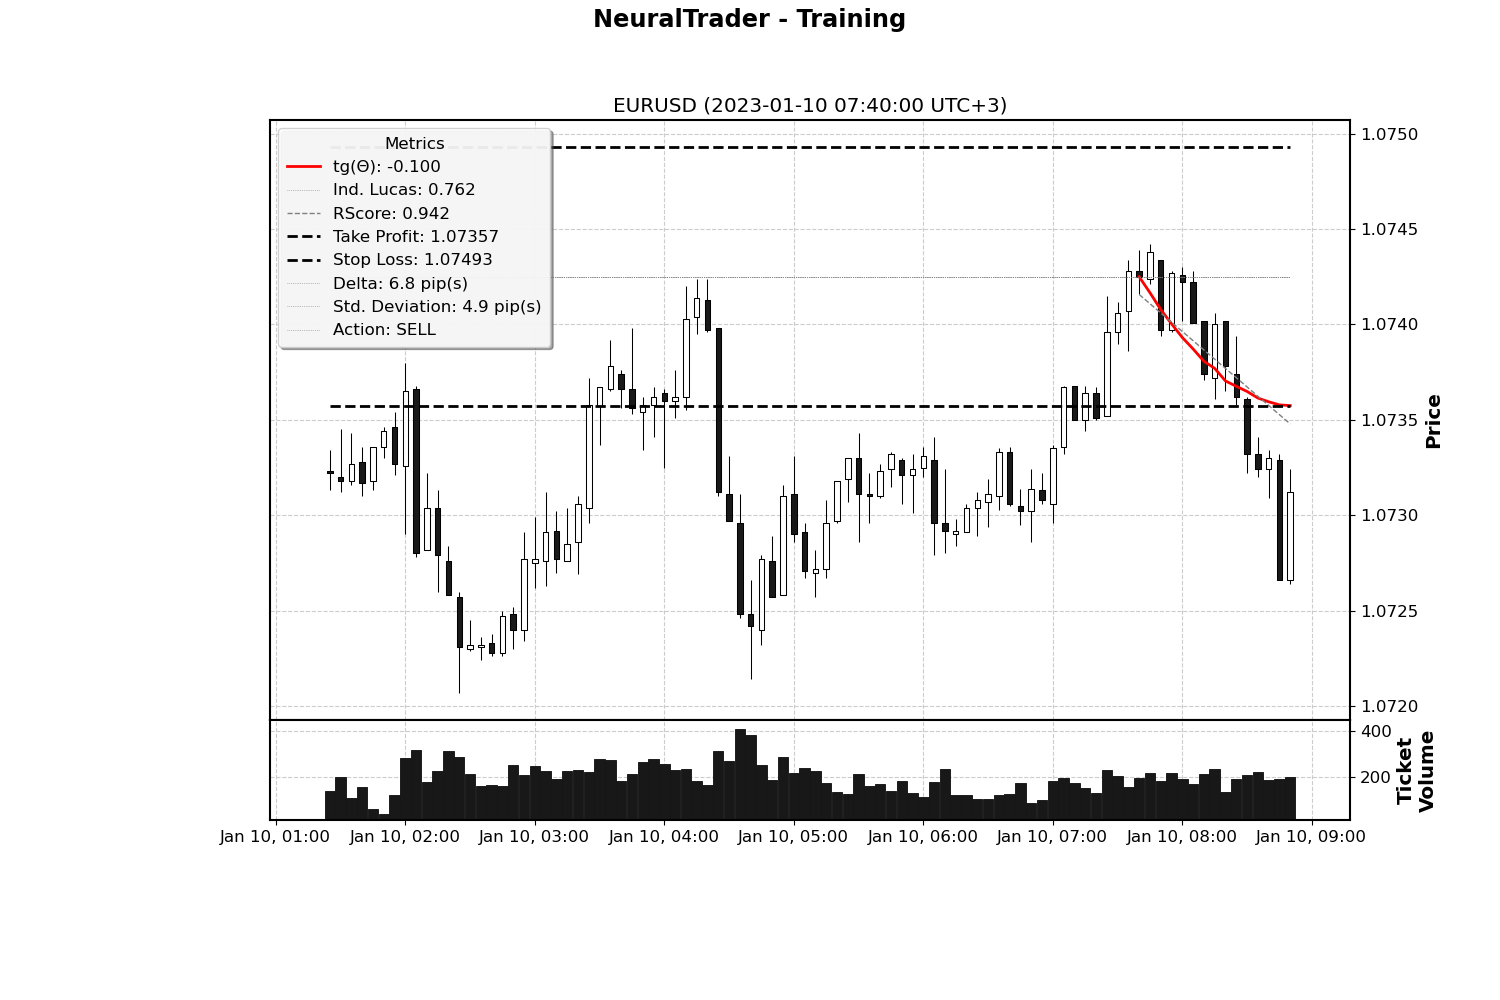 NeuralTrader - Training
EURUSD (2023-01-10 07:40:00 UTC+3)
Metrics
tg(Θ): -0.100
Ind. Lucas: 0.762
RScore: 0.942
Take Profit: 1.07357
Stop Loss: 1.07493
Delta: 6.8 pip(s)
Std. Deviation: 4.9 pip(s)
Action: SELL
1.0750
1.0745
1.0740
1.0735
1.0730
1.0725
1.0720
Price
400
200
Ticket
Volume
Jan 10, 01:00
Jan 10, 02:00
Jan 10, 03:00
Jan 10, 04:00
Jan 10, 05:00
Jan 10, 06:00
Jan 10, 07:00
Jan 10, 08:00
Jan 10, 09:00